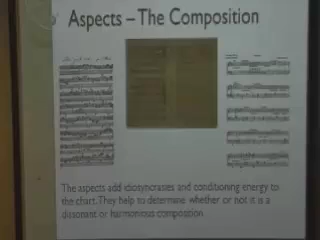 Aspects – The Composition
The aspects add idiosyncrasies and conditioning energy to
the chart. They help to determine whether or not it is a
dissonant or harmonious composition.